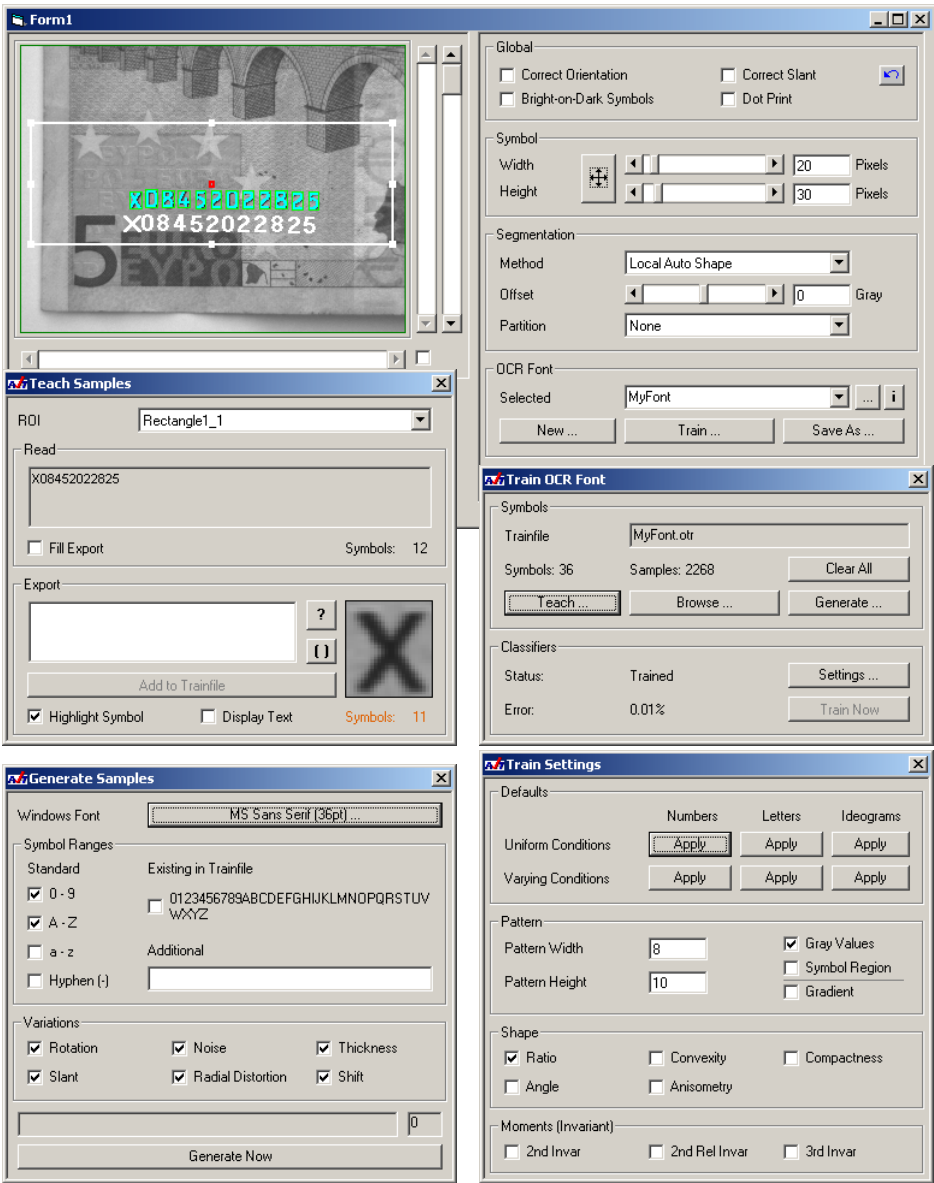 Form1
X08452022825
X08452022825
5 EURO
EYPΩ
Global
Correct Orientation
Correct Slant
Bright-on-Dark Symbols
Dot Print
Symbol
Width
20
Pixels
Height
30
Pixels
Segmentation
Method
Local Auto Shape
Offset
0
Gray
Partition
None
OCR Font
Selected
MyFont
...
i
New ...
Train ...
Save As ...
Teach Samples
ROI
Rectangle1_1
Read
X08452022825
Fill Export
Symbols: 12
Export
?
()
X
Add to Trainfile
Highlight Symbol
Display Text
Symbols: 11
Train OCR Font
Symbols
Trainfile
MyFont.otr
Symbols: 36
Samples: 2268
Clear All
Teach ...
Browse ...
Generate ...
Classifiers
Status:
Trained
Settings ...
Error:
0.01%
Train Now
Generate Samples
Windows Font
MS Sans Serif (36pt) ...
Symbol Ranges
Standard
Existing in Trainfile
0 - 9
0123456789ABCDEFGHIJKLMNOPQRSTUV
WXYZ
A - Z
a - z
Additional
Hyphen (-)
Variations
Rotation
Noise
Thickness
Slant
Radial Distortion
Shift
0
Generate Now
Train Settings
Defaults
Numbers
Letters
Ideograms
Uniform Conditions
Apply
Apply
Apply
Varying Conditions
Apply
Apply
Apply
Pattern
Pattern Width
8
Gray Values
Symbol Region
Pattern Height
10
Gradient
Shape
Ratio
Convexity
Compactness
Angle
Anisometry
Moments (Invariant)
2nd Invar
2nd Rel Invar
3rd Invar